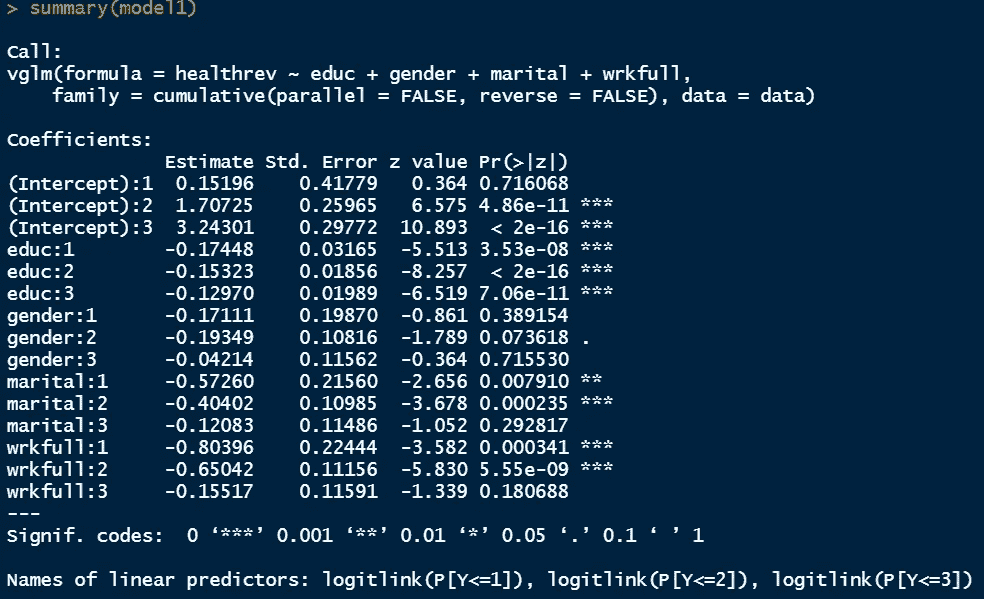 > summary(model1)
Call:
vglm(formula = healthrev ~ educ + gender + marital + wrkfull,
    family = cumulative(parallel = FALSE, reverse = FALSE), data = data)
Coefficients:
              Estimate Std. Error z value Pr(>|z|)
(Intercept):1  0.15196    0.41779   0.364 0.716068
(Intercept):2  1.70725    0.25965   6.575 4.86e-11 ***
(Intercept):3  3.24301    0.29772  10.893  < 2e-16 ***
educ:1        -0.17448    0.03165  -5.513 3.53e-08 ***
educ:2        -0.15323    0.01856  -8.257  < 2e-16 ***
educ:3        -0.12970    0.01989  -6.519 7.06e-11 ***
gender:1      -0.17111    0.19870  -0.861 0.389154
gender:2      -0.19349    0.10816  -1.789 0.073618 .
gender:3      -0.04214    0.11562  -0.364 0.715530
marital:1     -0.57260    0.21560  -2.656 0.007910 **
marital:2     -0.40402    0.10985  -3.678 0.000235 ***
marital:3     -0.12083    0.11486  -1.052 0.292817
wrkfull:1     -0.80396    0.22444  -3.582 0.000341 ***
wrkfull:2     -0.65042    0.11156  -5.830 5.55e-09 ***
wrkfull:3     -0.15517    0.11591  -1.339 0.180688
---
Signif. codes:  0 ‘***’ 0.001 ‘**’ 0.01 ‘*’ 0.05 ‘.’ 0.1 ‘ ’ 1
Names of linear predictors: logitlink(P[Y<=1]), logitlink(P[Y<=2]), logitlink(P[Y<=3])